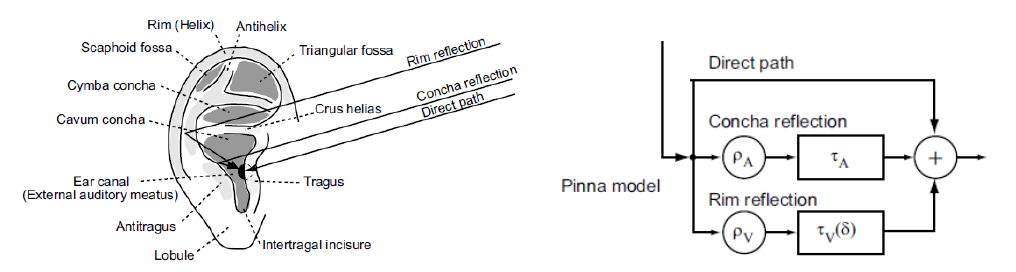 Rim (Helix)
Antihelix
Scaphoid fossa
Triangular fossa
Rim reflection
Cymba concha
Concha reflection
Crus helias
Direct path
Cavum concha
Ear canal
(External auditory meatus)
Tragus
Antitragus
Intertragal incisure
Lobule
Direct path
Concha reflection
ρA
τA
+
Pinna model
Rim reflection
ρV
τV(δ)